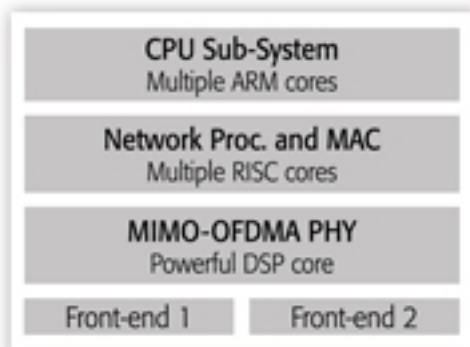 CPU Sub-System
Multiple ARM cores
Network Proc. and MAC
Multiple RISC cores
MIMO-OFDMA PHY
Powerful DSP core
Front-end 1
Front-end 2